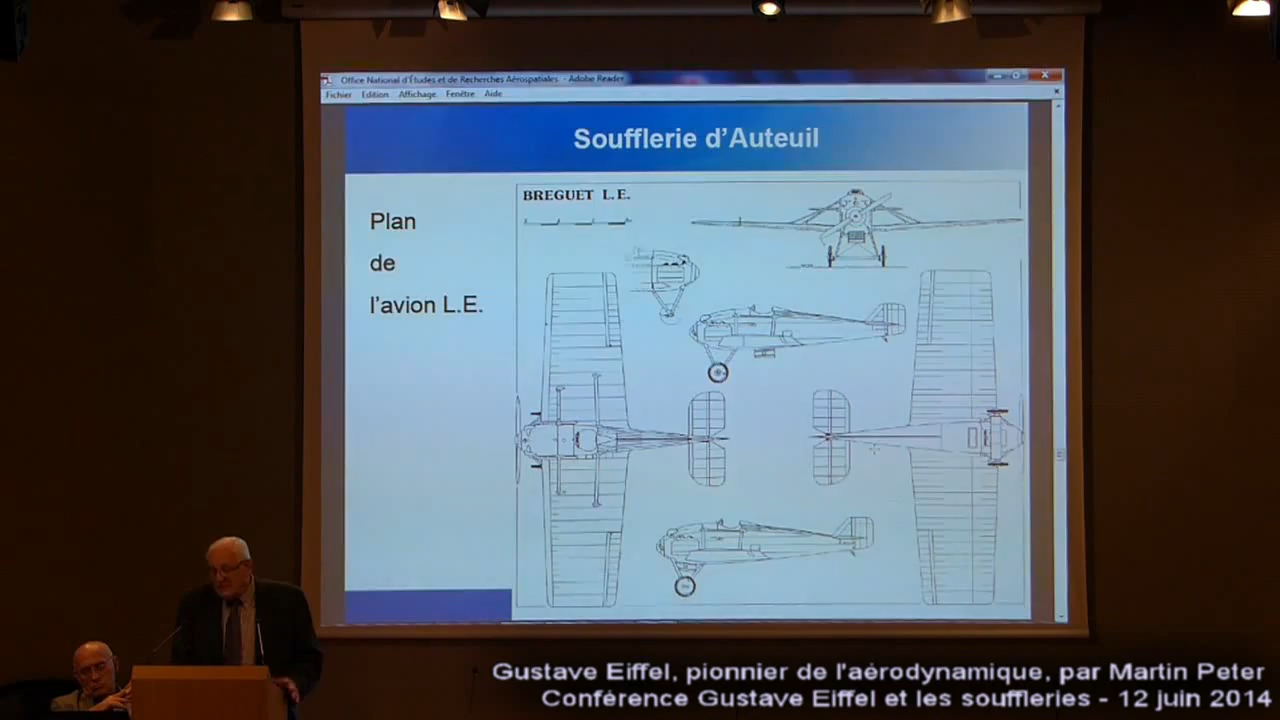 Office National d'Études et de Recherches Aérospatiales - Adobe Reader
Fichier Edition Affichage Fenêtre Aide
Soufflerie d'Auteuil
BREGUET L.E.
Plan
de
l'avion L.E.
Gustave Eiffel, pionnier de l'aérodynamique, par Martin Peter
Conférence Gustave Eiffel et les souffleries - 12 juin 2014